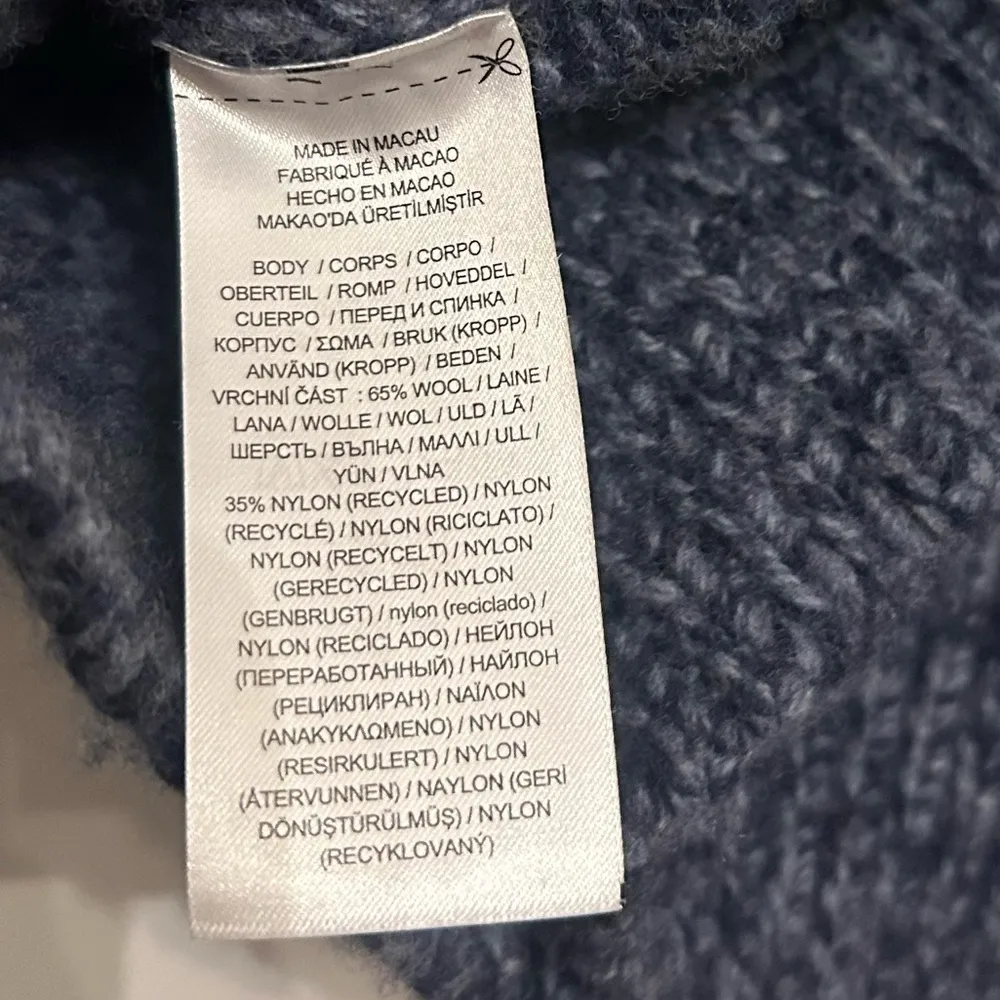 MADE IN MACAU
FABRIQUÉ À MACAO
HECHO EN MACAO
MAKAO'DA ÜRETİLMİŞTİR
BODY / CORPS / CORPO /
OBERTEIL / ROMP / HOVEDDEL /
CUERPO / ПЕРЕД И СПИНКА /
КОРПУС / ΣΩΜΑ / BRUK (KROPP) /
ANVÄND (KROPP) / BEDEN /
VRCHNÍ ČÁST : 65% WOOL / LAINE /
LANA / WOLLE / WOL / ULD / LÃ /
ШЕРСТЬ / ВЪЛНА / ΜΑΛΛΙ / ULL /
YÜN / VLNA
35% NYLON (RECYCLED) / NYLON
(RECYCLÉ) / NYLON (RICICLATO) /
NYLON (RECYCELT) / NYLON
(GERECYCLED) / NYLON
(GENBRUGT) / nylon (reciclado) /
NYLON (RECICLADO) / НЕЙЛОН
(ПЕРЕРАБОТАННЫЙ) / НАЙЛОН
(РЕЦИКЛИРАН) / ΝΑΪΛΟΝ
(ΑΝΑΚΥΚΛΩΜΕΝΟ) / NYLON
(RESIRKULERT) / NYLON
(ÅTERVUNNEN) / NAYLON (GERİ
DÖNÜŞTÜRÜLMÜŞ) / NYLON
(RECYKLOVANÝ)